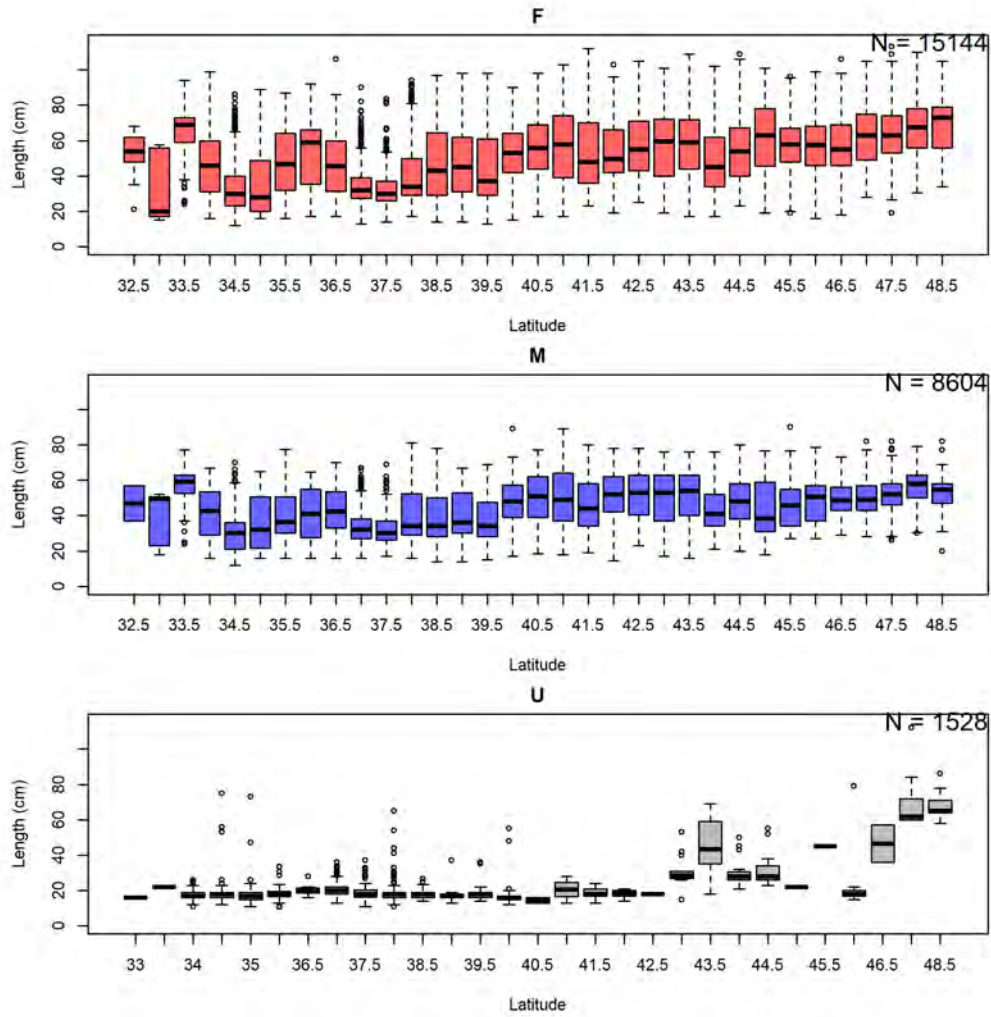 F
N = 15144
Length (cm)
0 20 40 60 80
32.5 33.5 34.5 35.5 36.5 37.5 38.5 39.5 40.5 41.5 42.5 43.5 44.5 45.5 46.5 47.5 48.5
Latitude
M
N = 8604
Length (cm)
0 20 40 60 80
32.5 33.5 34.5 35.5 36.5 37.5 38.5 39.5 40.5 41.5 42.5 43.5 44.5 45.5 46.5 47.5 48.5
Latitude
U
N = 1528
Length (cm)
0 20 40 60 80
33 34 35 36.5 37.5 38.5 39.5 40.5 41.5 42.5 43.5 44.5 45.5 46.5 48.5
Latitude